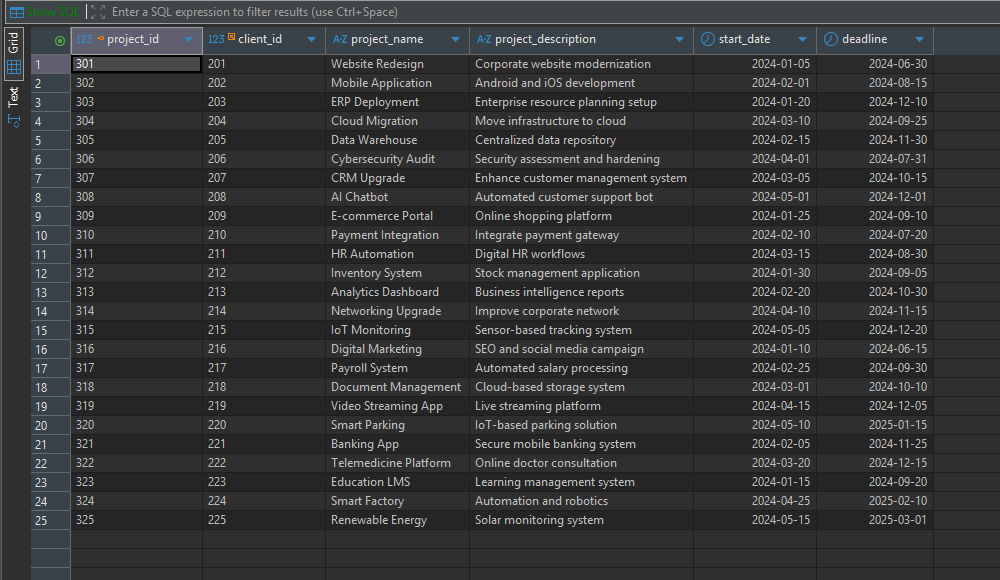 Show SQL Enter a SQL expression to filter results (use Ctrl+Space)
Grid
Text
123 project_id 123 client_id A-Z project_name A-Z project_description start_date deadline
1 301 201 Website Redesign Corporate website modernization 2024-01-05 2024-06-30
2 302 202 Mobile Application Android and iOS development 2024-02-01 2024-08-15
3 303 203 ERP Deployment Enterprise resource planning setup 2024-01-20 2024-12-10
4 304 204 Cloud Migration Move infrastructure to cloud 2024-03-10 2024-09-25
5 305 205 Data Warehouse Centralized data repository 2024-02-15 2024-11-30
6 306 206 Cybersecurity Audit Security assessment and hardening 2024-04-01 2024-07-31
7 307 207 CRM Upgrade Enhance customer management system 2024-03-05 2024-10-15
8 308 208 AI Chatbot Automated customer support bot 2024-05-01 2024-12-01
9 309 209 E-commerce Portal Online shopping platform 2024-01-25 2024-09-10
10 310 210 Payment Integration Integrate payment gateway 2024-02-10 2024-07-20
11 311 211 HR Automation Digital HR workflows 2024-03-15 2024-08-30
12 312 212 Inventory System Stock management application 2024-01-30 2024-09-05
13 313 213 Analytics Dashboard Business intelligence reports 2024-02-20 2024-10-30
14 314 214 Networking Upgrade Improve corporate network 2024-04-10 2024-11-15
15 315 215 IoT Monitoring Sensor-based tracking system 2024-05-05 2024-12-20
16 316 216 Digital Marketing SEO and social media campaign 2024-01-10 2024-06-15
17 317 217 Payroll System Automated salary processing 2024-02-25 2024-09-30
18 318 218 Document Management Cloud-based storage system 2024-03-01 2024-10-10
19 319 219 Video Streaming App Live streaming platform 2024-04-15 2024-12-05
20 320 220 Smart Parking IoT-based parking solution 2024-05-10 2025-01-15
21 321 221 Banking App Secure mobile banking system 2024-02-05 2024-11-25
22 322 222 Telemedicine Platform Online doctor consultation 2024-03-20 2024-12-15
23 323 223 Education LMS Learning management system 2024-01-15 2024-09-20
24 324 224 Smart Factory Automation and robotics 2024-04-25 2025-02-10
25 325 225 Renewable Energy Solar monitoring system 2024-05-15 2025-03-01